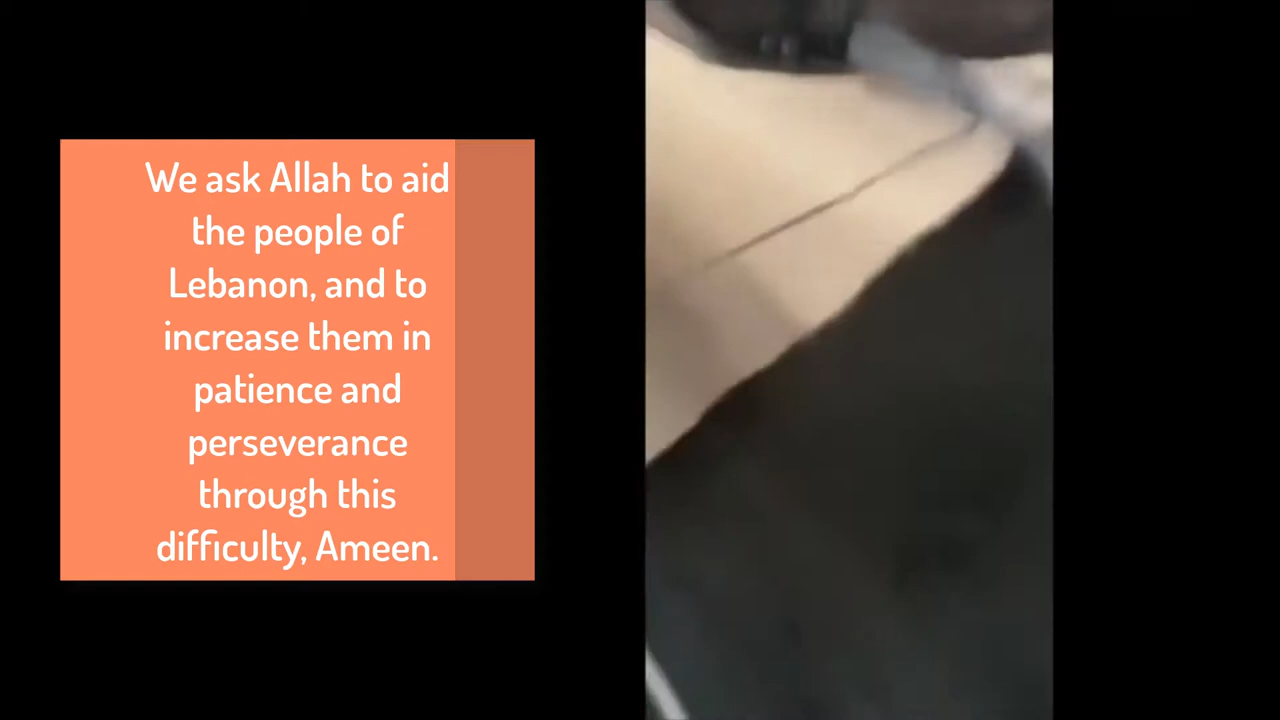 We ask Allah to aid
the people of
Lebanon, and to
increase them in
patience and
perseverance
through this
difficulty, Ameen.